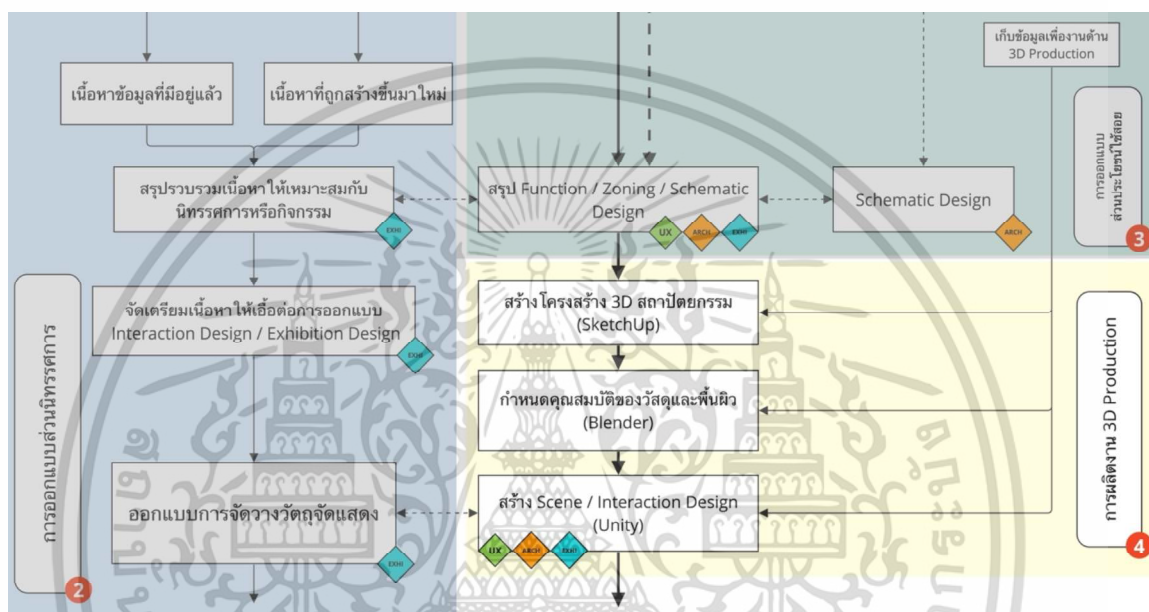 เก็บข้อมูลเพื่องานด้าน
3D Production
เนื้อหาข้อมูลที่มีอยู่แล้ว
เนื้อหาที่ถูกสร้างขึ้นมาใหม่
การออกแบบ
ส่วนประโยชน์ใช้สอย
3
สรุปรวบรวมเนื้อหาให้เหมาะสมกับ
นิทรรศการหรือกิจกรรม
EXHI
สรุป Function / Zoning / Schematic
Design
UX
ARCH
EXHI
Schematic Design
ARCH
การออกแบบส่วนนิทรรศการ
2
จัดเตรียมเนื้อหาให้เอื้อต่อการออกแบบ
Interaction Design / Exhibition Design
EXHI
สร้างโครงสร้าง 3D สถาปัตยกรรม
(SketchUp)
กำหนดคุณสมบัติของวัสดุและพื้นผิว
(Blender)
การผลิตงาน 3D Production
4
ออกแบบการจัดวางวัตถุจัดแสดง
EXHI
สร้าง Scene / Interaction Design
(Unity)
UX
ARCH
EXHI